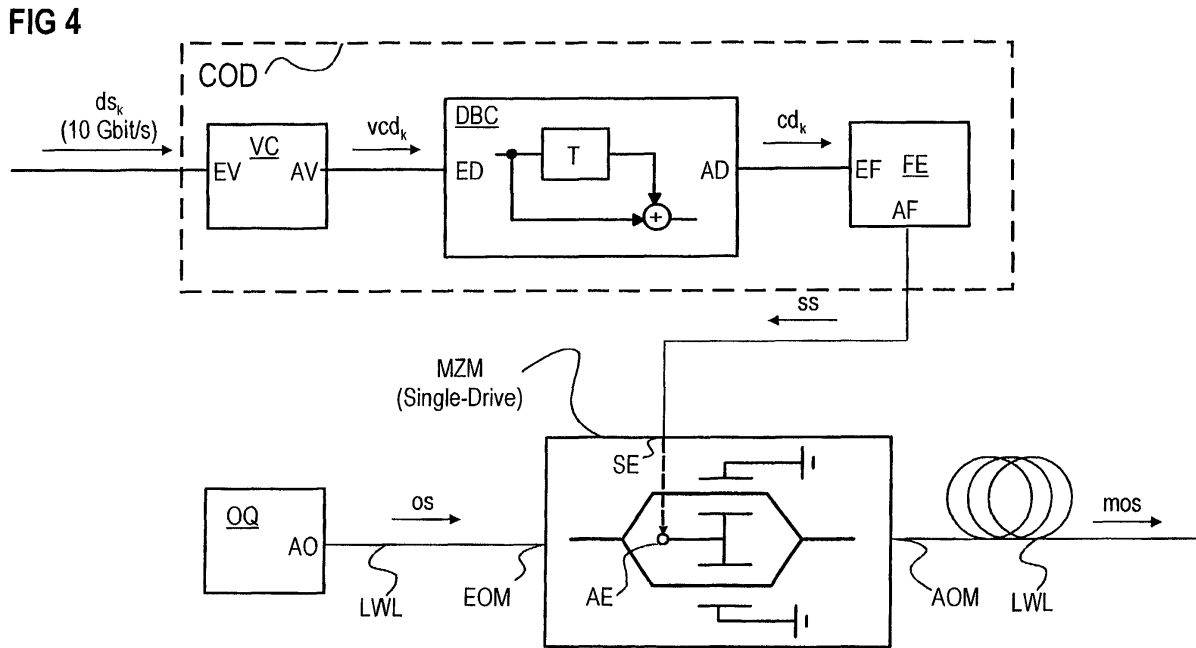 FIG 4
COD
ds_k
(10 Gbit/s)
VC
EV AV
vcd_k
DBC
ED
T
+
AD
cd_k
EF
FE
AF
ss
MZM
(Single-Drive)
SE
OQ
AO
os
LWL
EOM
AE
AOM
LWL
mos